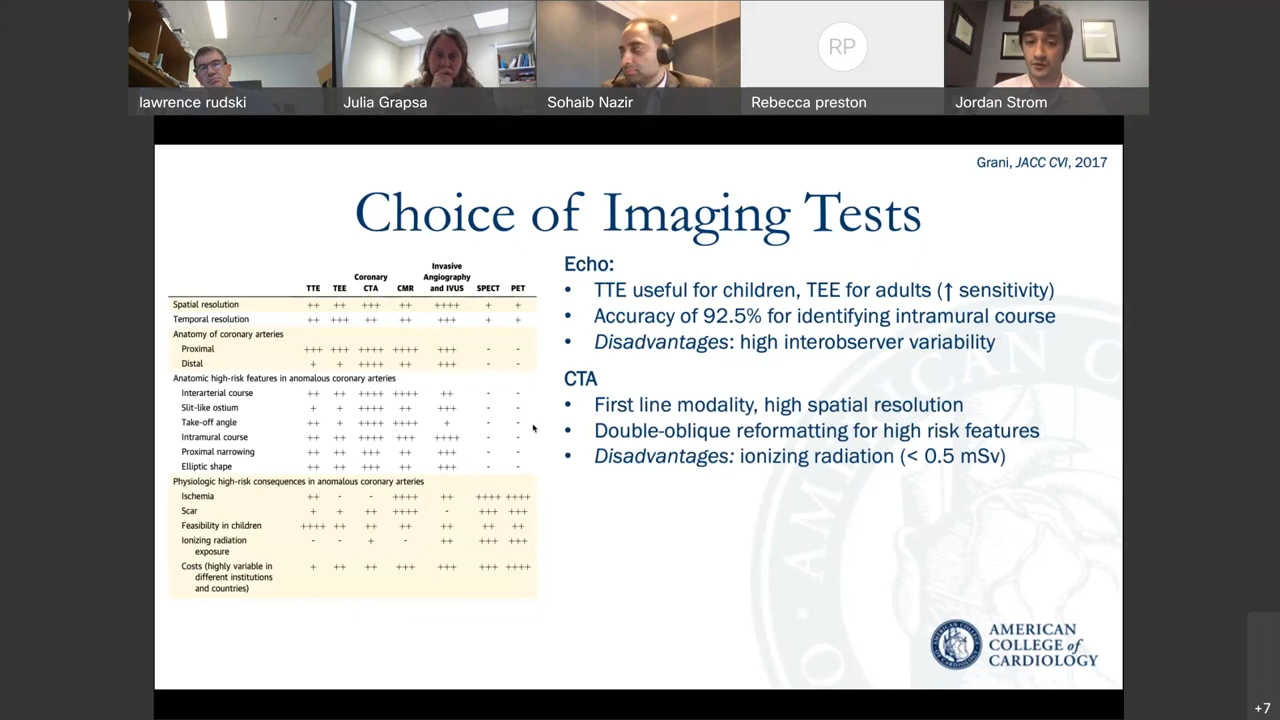 RP
lawrence rudski
Julia Grapsa
Sohaib Nazir
Rebecca preston
Jordan Strom
Grani, JACC CVI, 2017
Choice of Imaging Tests
TTE TEE Coronary CTA CMR Invasive Angiography and IVUS SPECT PET
Spatial resolution ++ ++ +++ ++ ++++ + +
Temporal resolution ++ +++ ++ ++ +++ + +
Anatomy of coronary arteries
Proximal +++ +++ ++++ ++++ +++ - -
Distal + + ++++ ++ +++ - -
Anatomic high-risk features in anomalous coronary arteries
Interarterial course ++ ++ ++++ ++++ ++ - -
Slit-like ostium + + ++++ ++ +++ - -
Take-off angle ++ + ++++ ++++ + - -
Intramural course ++ ++ ++++ +++ ++++ - -
Proximal narrowing ++ ++ +++ ++ +++ - -
Elliptic shape ++ ++ +++ ++ +++ - -
Physiologic high-risk consequences in anomalous coronary arteries
Ischemia ++ - - ++++ ++ ++++ ++++
Scar + + ++ ++++ - +++ +++
Feasibility in children ++++ ++ ++ ++ ++ ++ ++
Ionizing radiation exposure - - + - ++ +++ +++
Costs (highly variable in different institutions and countries) + ++ ++ +++ +++ +++ ++++
Echo:
• TTE useful for children, TEE for adults (↑ sensitivity)
• Accuracy of 92.5% for identifying intramural course
• Disadvantages: high interobserver variability
CTA
• First line modality, high spatial resolution
• Double-oblique reformatting for high risk features
• Disadvantages: ionizing radiation (< 0.5 mSv)
AMERICAN
COLLEGE of
CARDIOLOGY
+7